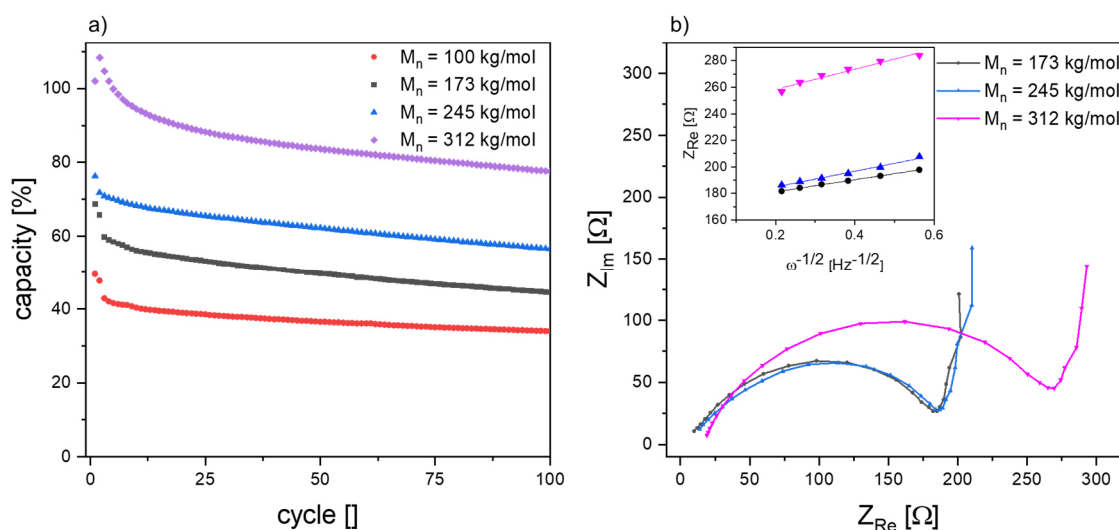 a)
capacity [%]
100
80
60
40
20
0
Mn = 100 kg/mol
Mn = 173 kg/mol
Mn = 245 kg/mol
Mn = 312 kg/mol
0 25 50 75 100
cycle []
b)
ZIm [Ω]
300
250
200
150
100
50
0
Mn = 173 kg/mol
Mn = 245 kg/mol
Mn = 312 kg/mol
ZRe [Ω]
280
260
240
220
200
180
160
0.2 0.4 0.6
ω-1/2 [Hz-1/2]
0 50 100 150 200 250 300
ZRe [Ω]